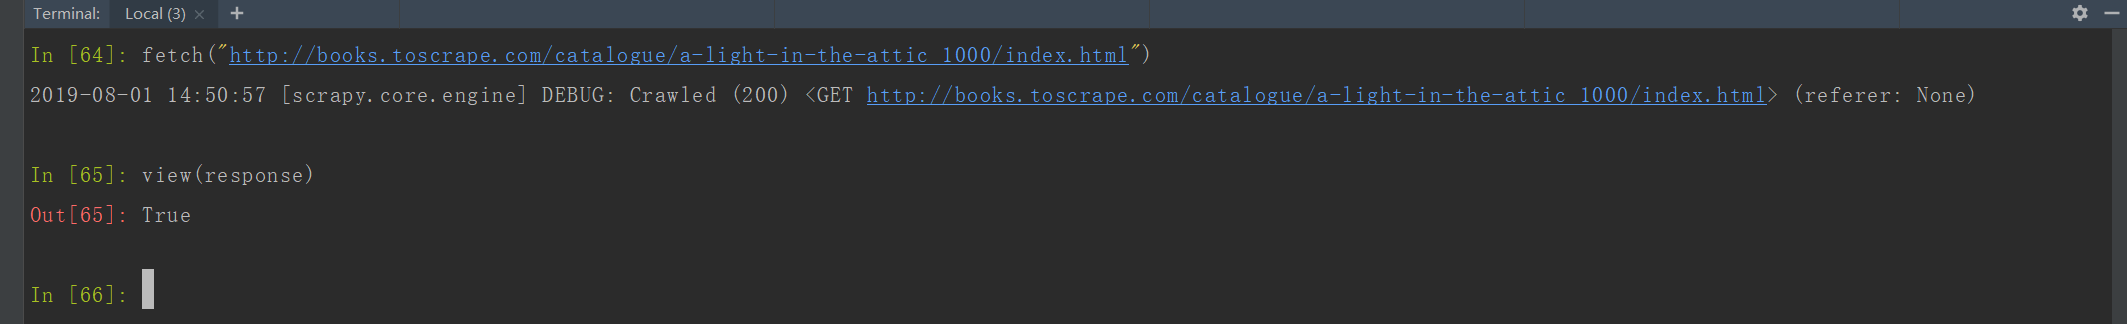 Terminal: Local (3) × +
In [64]: fetch("http://books.toscrape.com/catalogue/a-light-in-the-attic_1000/index.html")
2019-08-01 14:50:57 [scrapy.core.engine] DEBUG: Crawled (200) <GET http://books.toscrape.com/catalogue/a-light-in-the-attic_1000/index.html> (referer: None)
In [65]: view(response)
Out[65]: True
In [66]: